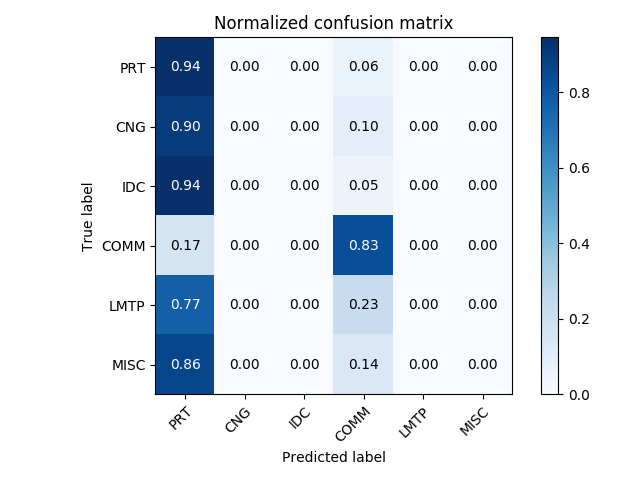 Normalized confusion matrix
True label
PRT 0.94 0.00 0.00 0.06 0.00 0.00
CNG 0.90 0.00 0.00 0.10 0.00 0.00
IDC 0.94 0.00 0.00 0.05 0.00 0.00
COMM 0.17 0.00 0.00 0.83 0.00 0.00
LMTP 0.77 0.00 0.00 0.23 0.00 0.00
MISC 0.86 0.00 0.00 0.14 0.00 0.00
PRT CNG IDC COMM LMTP MISC
Predicted label
0.8
0.6
0.4
0.2
0.0